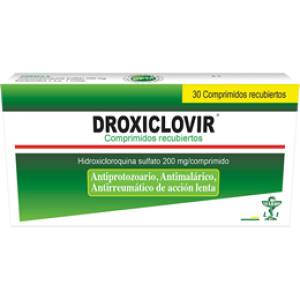 30 Comprimidos recubiertos
DROXICLOVIR®
Comprimidos recubiertos
Hidroxicloroquina sulfato 200 mg/comprimido
Antiprotozoario, Antimalárico,
Antirreumático de acción lenta